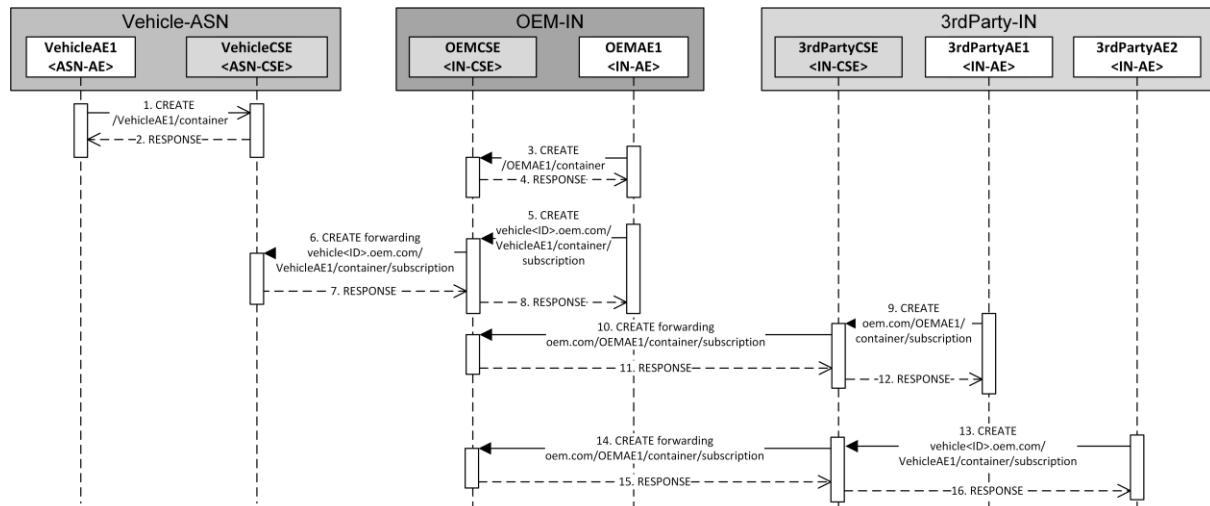 Vehicle-ASN
OEM-IN
3rdParty-IN
VehicleAE1
<ASN-AE>
VehicleCSE
<ASN-CSE>
OEMCSE
<IN-CSE>
OEMAE1
<IN-AE>
3rdPartyCSE
<IN-CSE>
3rdPartyAE1
<IN-AE>
3rdPartyAE2
<IN-AE>
1. CREATE
/VehicleAE1/container
2. RESPONSE
3. CREATE
/OEMAE1/container
4. RESPONSE
5. CREATE
vehicle<ID>.oem.com/
VehicleAE1/container/
subscription
6. CREATE forwarding
vehicle<ID>.oem.com/
VehicleAE1/container/subscription
7. RESPONSE
8. RESPONSE
9. CREATE
oem.com/OEMAE1/
container/subscription
10. CREATE forwarding
oem.com/OEMAE1/container/subscription
11. RESPONSE
12. RESPONSE
13. CREATE
vehicle<ID>.oem.com/
VehicleAE1/container/subscription
14. CREATE forwarding
oem.com/OEMAE1/container/subscription
15. RESPONSE
16. RESPONSE